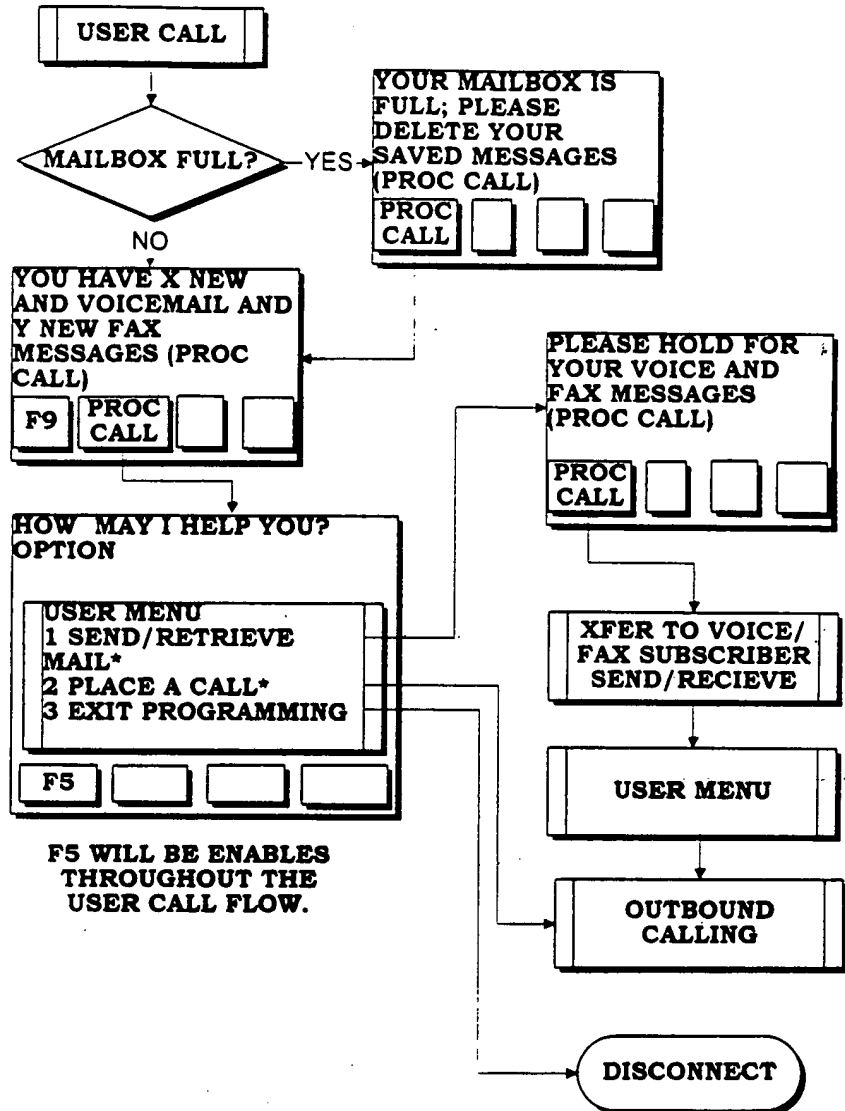 USER CALL
MAILBOX FULL?
YES
YOUR MAILBOX IS
FULL; PLEASE
DELETE YOUR
SAVED MESSAGES
(PROC CALL)
PROC
CALL
NO
YOU HAVE X NEW
AND VOICEMAIL AND
Y NEW FAX
MESSAGES (PROC
CALL)
F9
PROC
CALL
PLEASE HOLD FOR
YOUR VOICE AND
FAX MESSAGES
(PROC CALL)
PROC
CALL
HOW MAY I HELP YOU?
OPTION
USER MENU
1 SEND/RETRIEVE
MAIL*
2 PLACE A CALL*
3 EXIT PROGRAMMING
F5
F5 WILL BE ENABLES
THROUGHOUT THE
USER CALL FLOW.
XFER TO VOICE/
FAX SUBSCRIBER
SEND/RECIEVE
USER MENU
OUTBOUND
CALLING
DISCONNECT